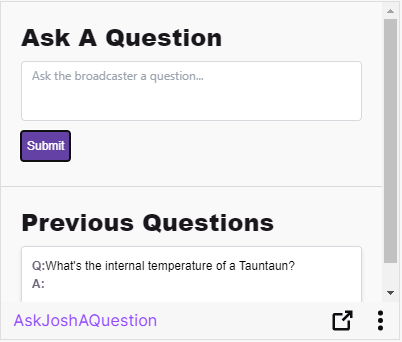 Ask A Question
Ask the broadcaster a question...
Submit
Previous Questions
Q:What's the internal temperature of a Tauntaun?
A:
AskJoshAQuestion